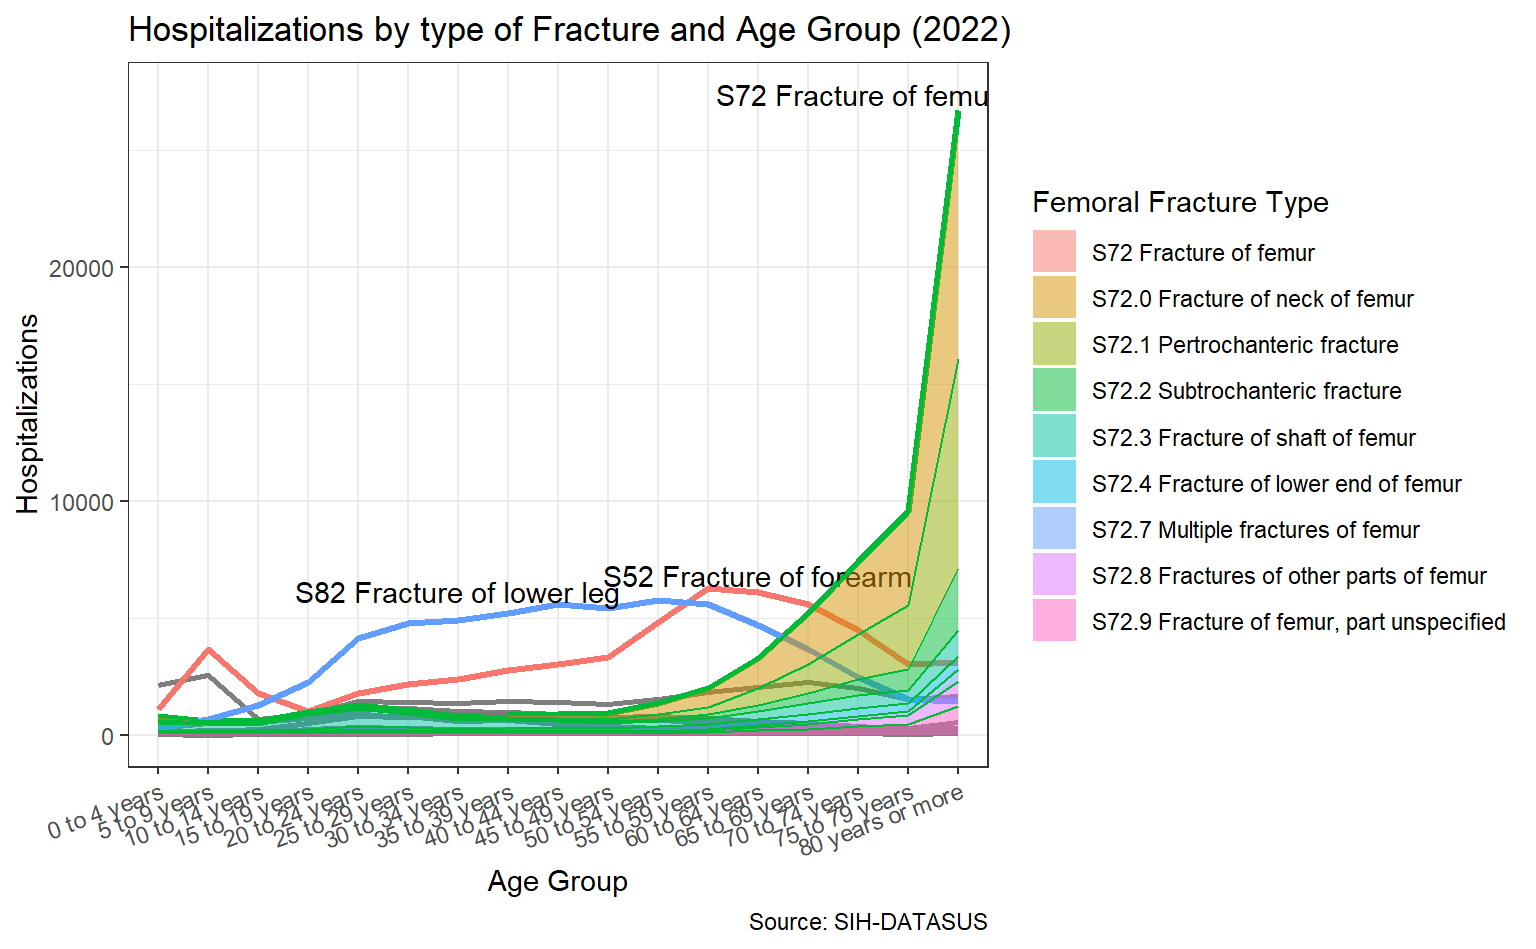 Hospitalizations by type of Fracture and Age Group (2022)
S72 Fracture of femu
S82 Fracture of lower leg
S52 Fracture of forearm
Hospitalizations
20000
10000
0
0 to 4 years
5 to 9 years
10 to 14 years
15 to 19 years
20 to 24 years
25 to 29 years
30 to 34 years
35 to 39 years
40 to 44 years
45 to 49 years
50 to 54 years
55 to 59 years
60 to 64 years
65 to 69 years
70 to 74 years
75 to 79 years
80 years or more
Age Group
Source: SIH-DATASUS
Femoral Fracture Type
S72 Fracture of femur
S72.0 Fracture of neck of femur
S72.1 Pertrochanteric fracture
S72.2 Subtrochanteric fracture
S72.3 Fracture of shaft of femur
S72.4 Fracture of lower end of femur
S72.7 Multiple fractures of femur
S72.8 Fractures of other parts of femur
S72.9 Fracture of femur, part unspecified